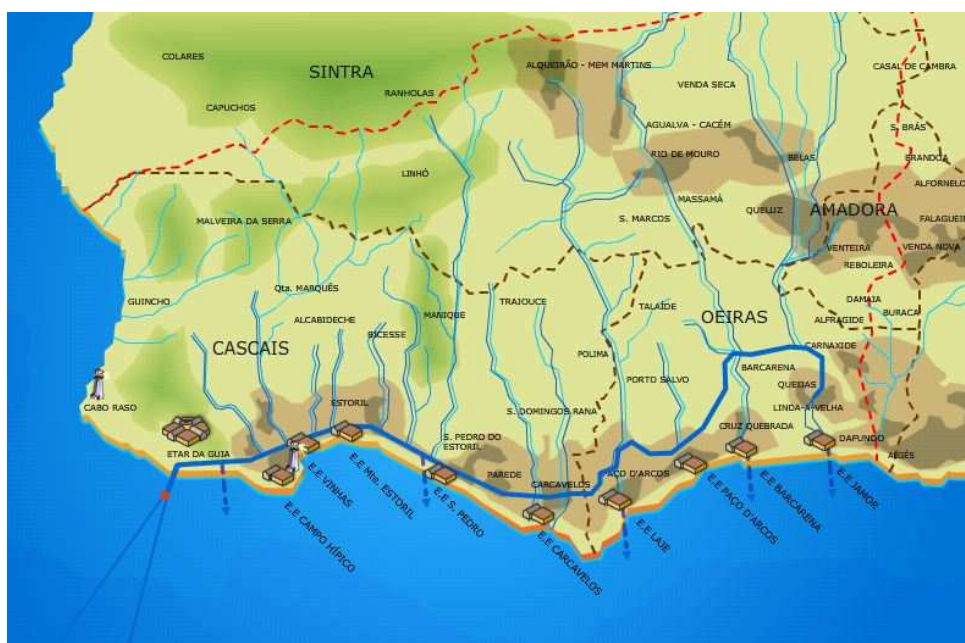 COLARES
SINTRA
RANHOLAS
ALQUEIRÃO - MEM MARTINS
CASAL DE CAMBRA
VENDA SECA
CAPUCHOS
AGUALVA - CACÉM
S. BRÁS
RIO DE MOURO
BELAS
BRANDOA
LINHÓ
ALFORNELO
MASSAMÁ
QUELUZ
AMADORA
MALVEIRA DA SERRA
S. MARCOS
FALAGUEI
VENTEIRA
VENDA NOVA
REBOLEIRA
Qta. MARQUÊS
GUINCHO
TRAJOUCE
TALAÍDE
DAMAIA
BURACA
ALCABIDECHE
MANIQUE
OEIRAS
ALFRAGIDE
BICESSE
CASCAIS
CARNAXIDE
POLIMA
BARCARENA
PORTO SALVO
QUEIJAS
CABO RASO
ESTORIL
LINDA-A-VELHA
S. DOMINGOS RANA
CRUZ QUEBRADA
S. PEDRO DO
ESTORIL
DAFUNDO
ETAR DA GUIA
ALGÉS
PAREDE
CARCAVELOS
PAÇO D'ARCOS
E.E VINHAS
E.E CAMPO HÍPICO
E.E Mte. ESTORIL
E.E S. PEDRO
E.E CARCAVELOS
E.E LAJE
E.E PAÇO D'ARCOS
E.E BARCARENA
E.E JAMOR